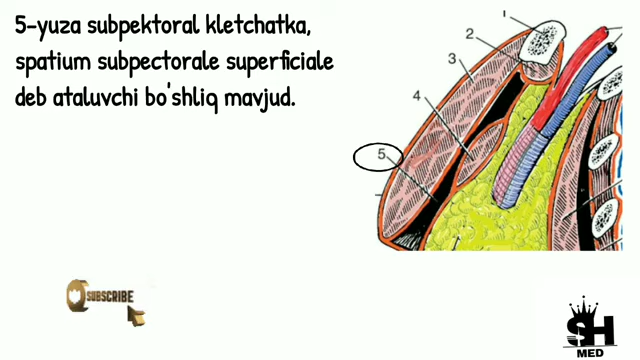 5-yuza subpektoral kletchatka,
spatium subpectorale superficiale
deb ataluvchi bo'shliq mavjud.
1
2
3
4
5
SUBSCRIBE
SH
MED